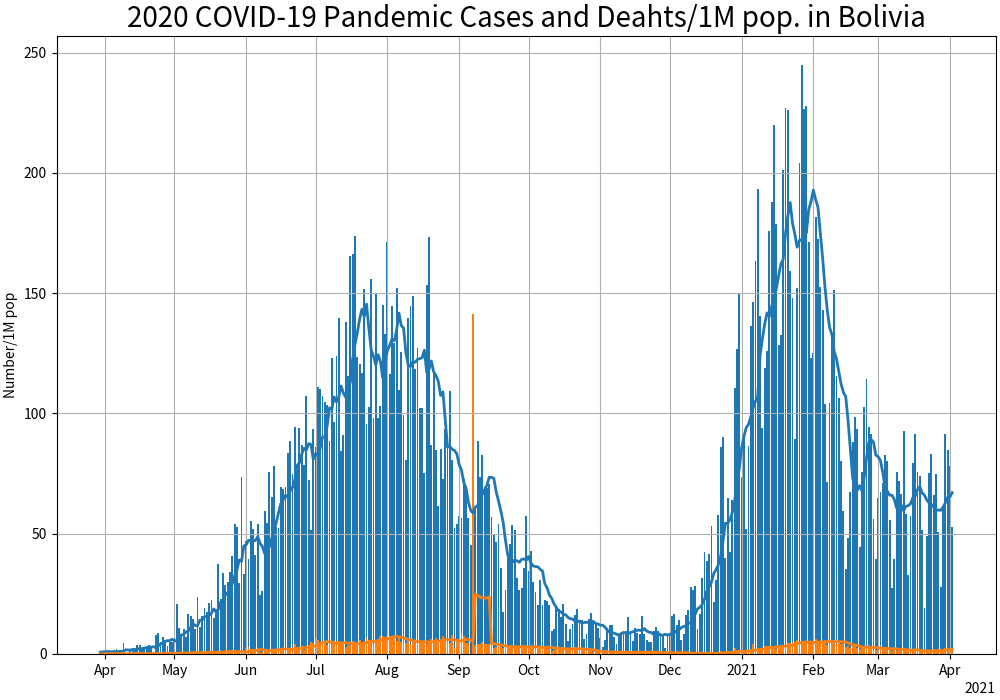 2020 COVID-19 Pandemic Cases and Deahts/1M pop. in Bolivia
Number/1M pop
250
200
150
100
50
0
Apr May Jun Jul Aug Sep Oct Nov Dec 2021 Feb Mar Apr
2021